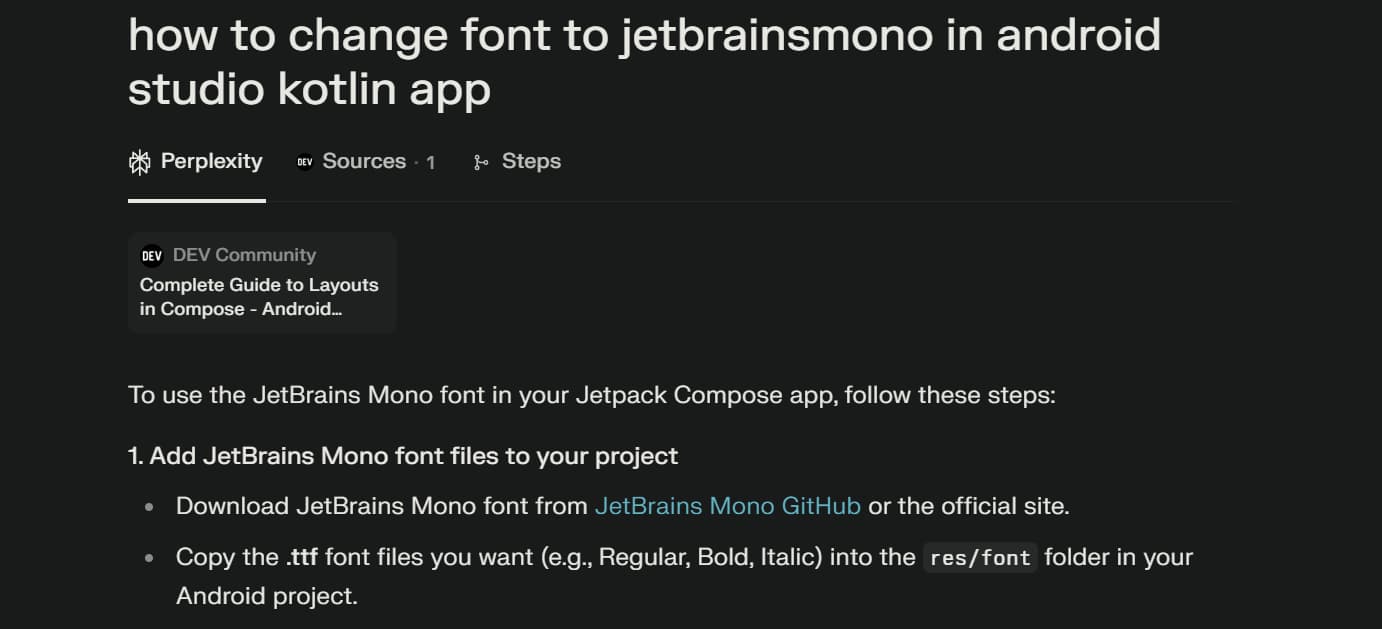 how to change font to jetbrainsmono in android
studio kotlin app
Perplexity
DEV Sources · 1
Steps
DEV DEV Community
Complete Guide to Layouts
in Compose - Android...
To use the JetBrains Mono font in your Jetpack Compose app, follow these steps:
1. Add JetBrains Mono font files to your project
• Download JetBrains Mono font from JetBrains Mono GitHub or the official site.
• Copy the .ttf font files you want (e.g., Regular, Bold, Italic) into the res/font folder in your
Android project.